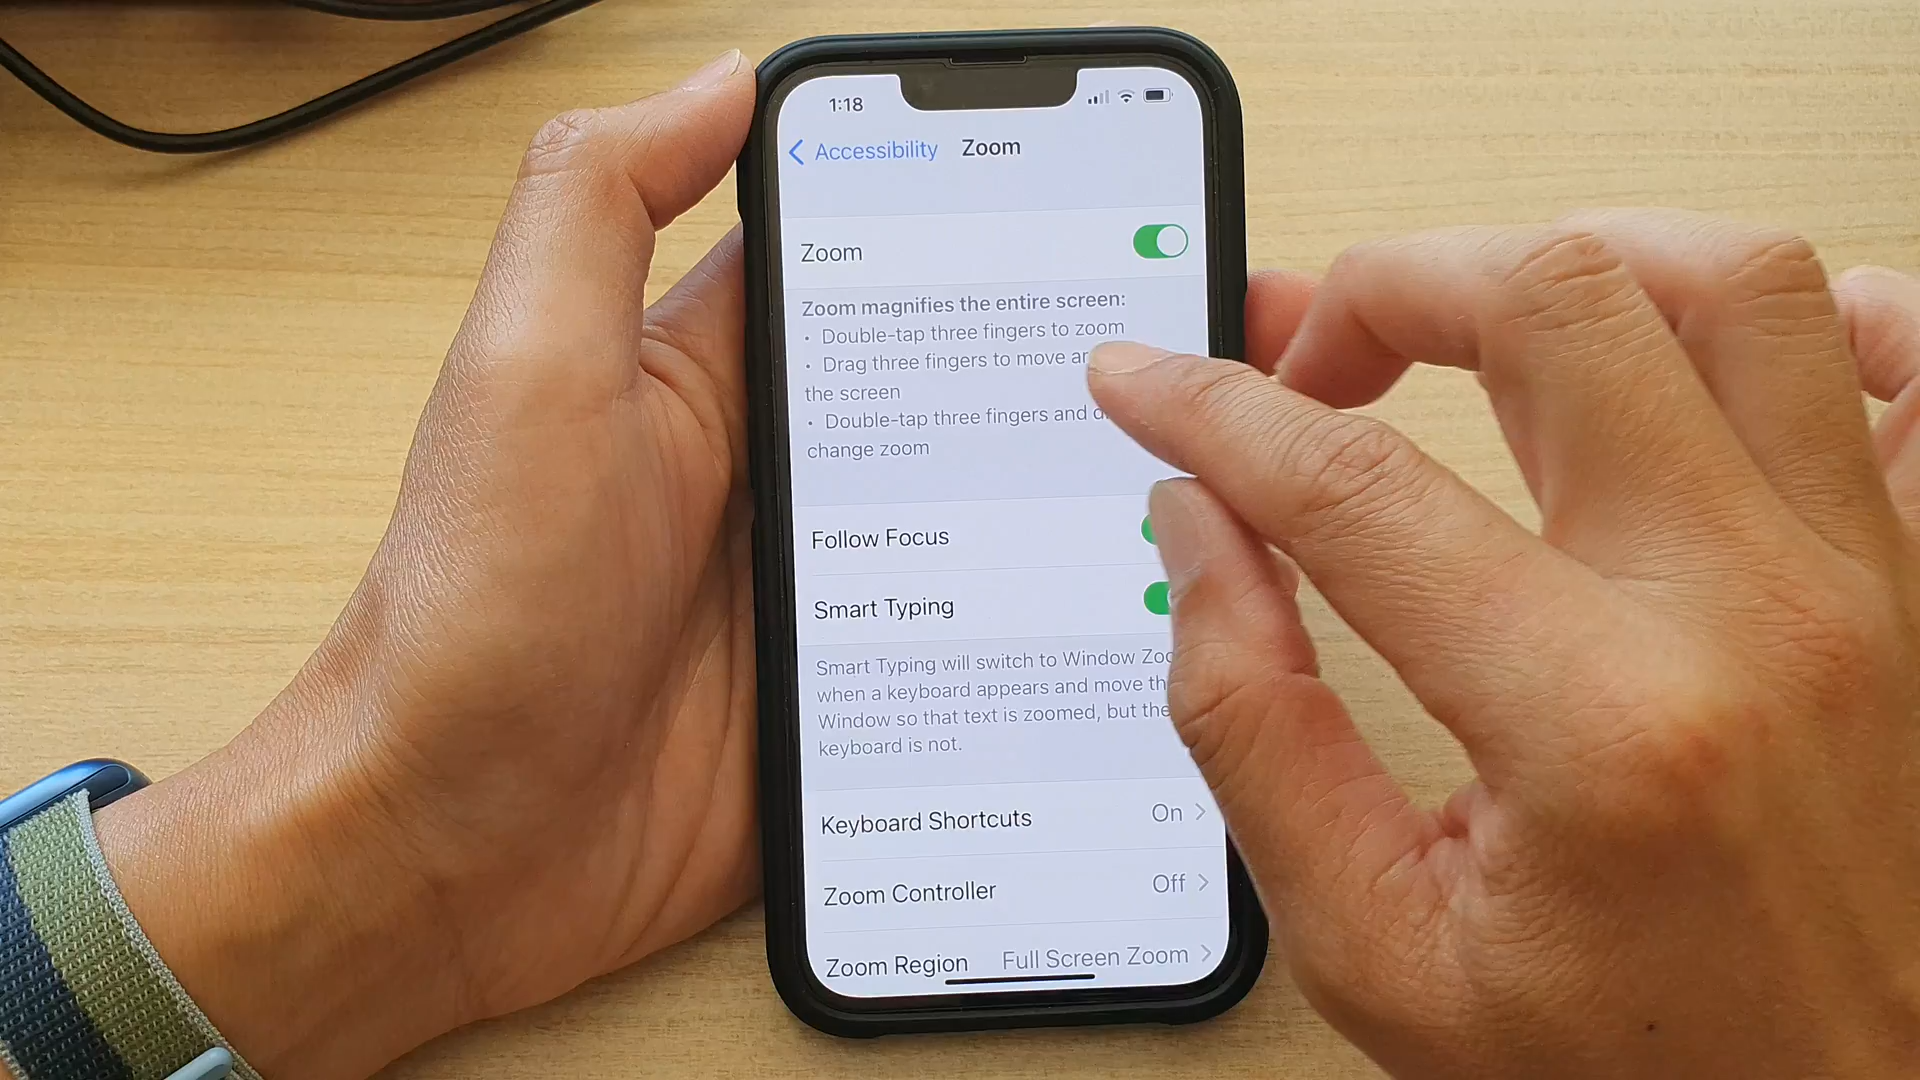 1:18
Accessibility Zoom
Zoom
Zoom magnifies the entire screen:
• Double-tap three fingers to zoom
• Drag three fingers to move
the screen
• Double-tap three fingers and
change zoom
Follow Focus
Smart Typing
Smart Typing will switch to Window
when a keyboard appears and move
Window so that text is zoomed, but the
keyboard is not.
Keyboard Shortcuts On
Zoom Controller Off
Zoom Region Full Screen Zoom